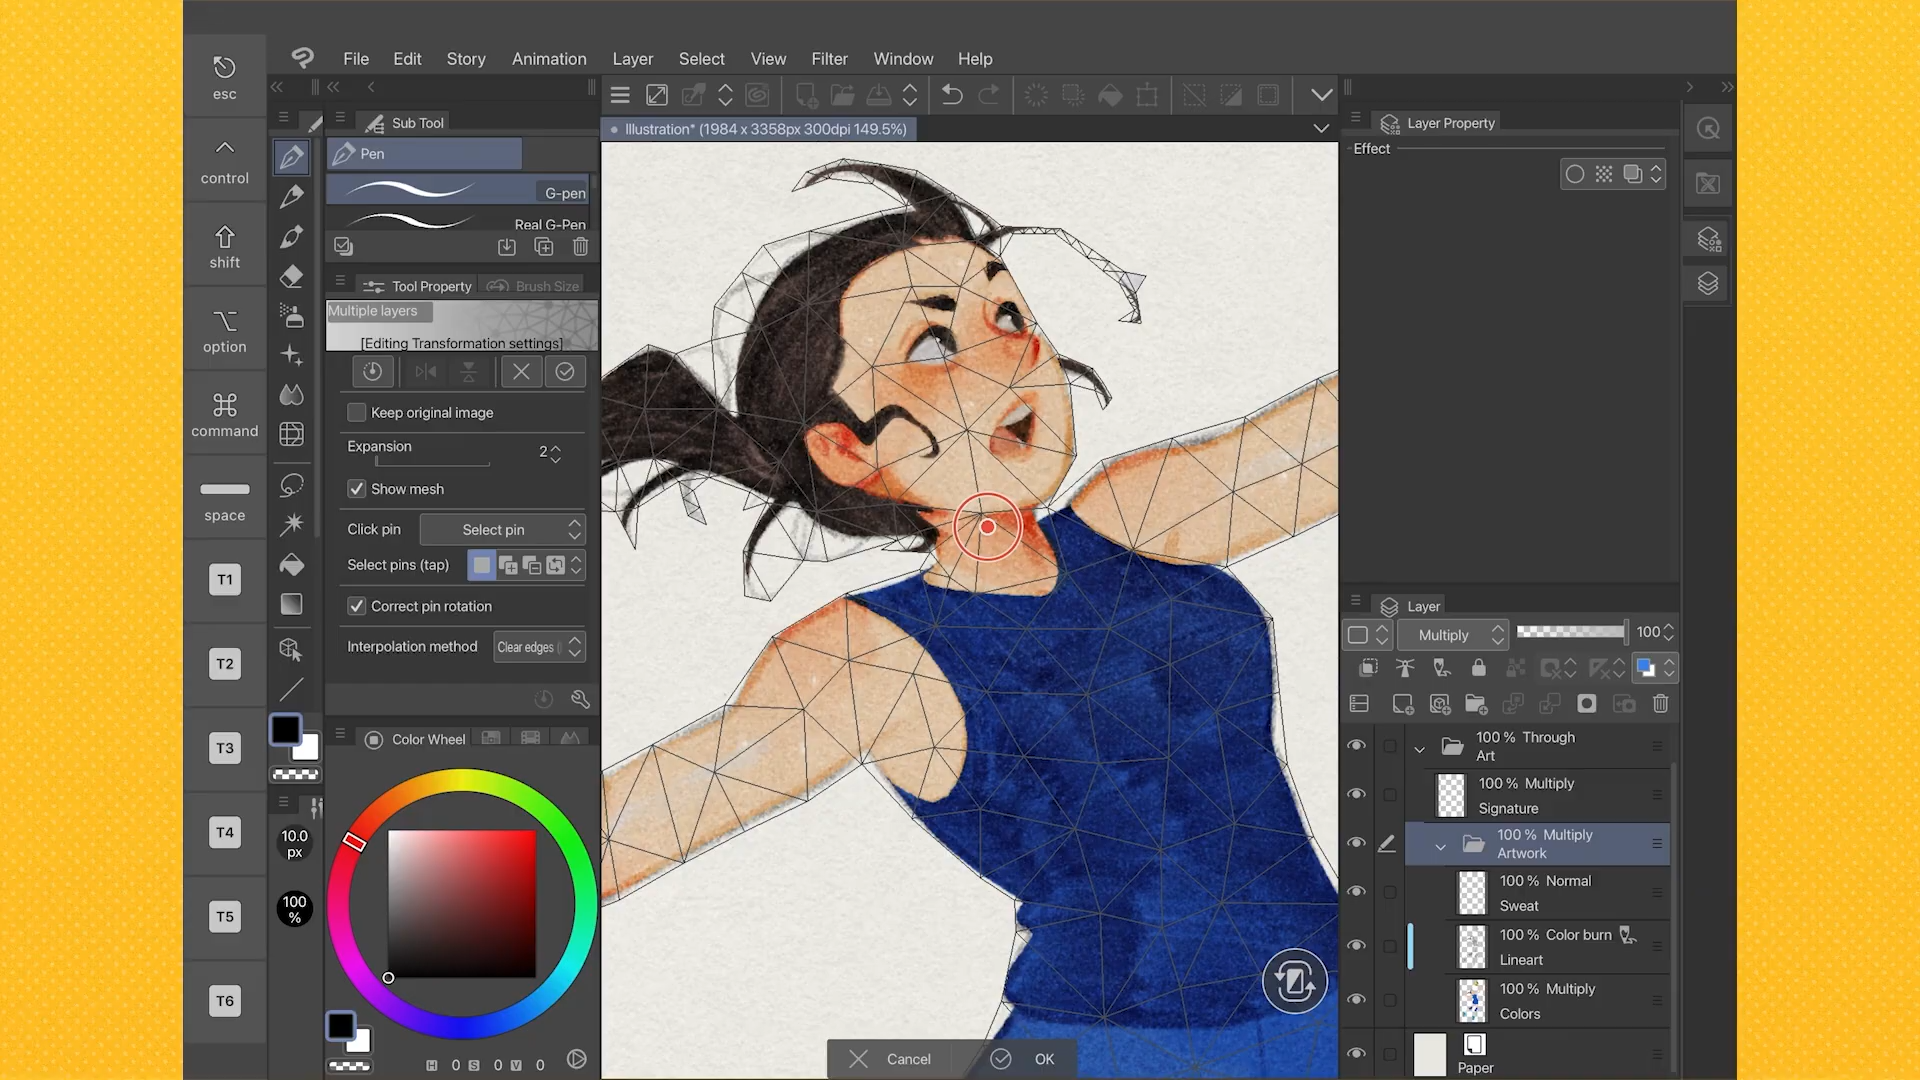 File Edit Story Animation Layer Select View Filter Window Help
esc
control
shift
option
command
space
T1
T2
T3
T4
T5
T6
Sub Tool
Pen
G-pen
Real G-Pen
Tool Property
Brush Size
Multiple layers
[Editing Transformation settings]
Keep original image
Expansion
2
Show mesh
Click pin
Select pin
Select pins (tap)
Correct pin rotation
Interpolation method
Clear edges (
Color Wheel
10.0
px
100
%
H 0 S 0 V 0
Illustration* (1984 x 3358px 300dpi 149.5%)
Cancel
OK
Layer Property
Effect
Layer
Multiply
100
100 % Through
Art
100 % Multiply
Signature
100 % Multiply
Artwork
100 % Normal
Sweat
100 % Color burn
Lineart
100 % Multiply
Colors
Paper